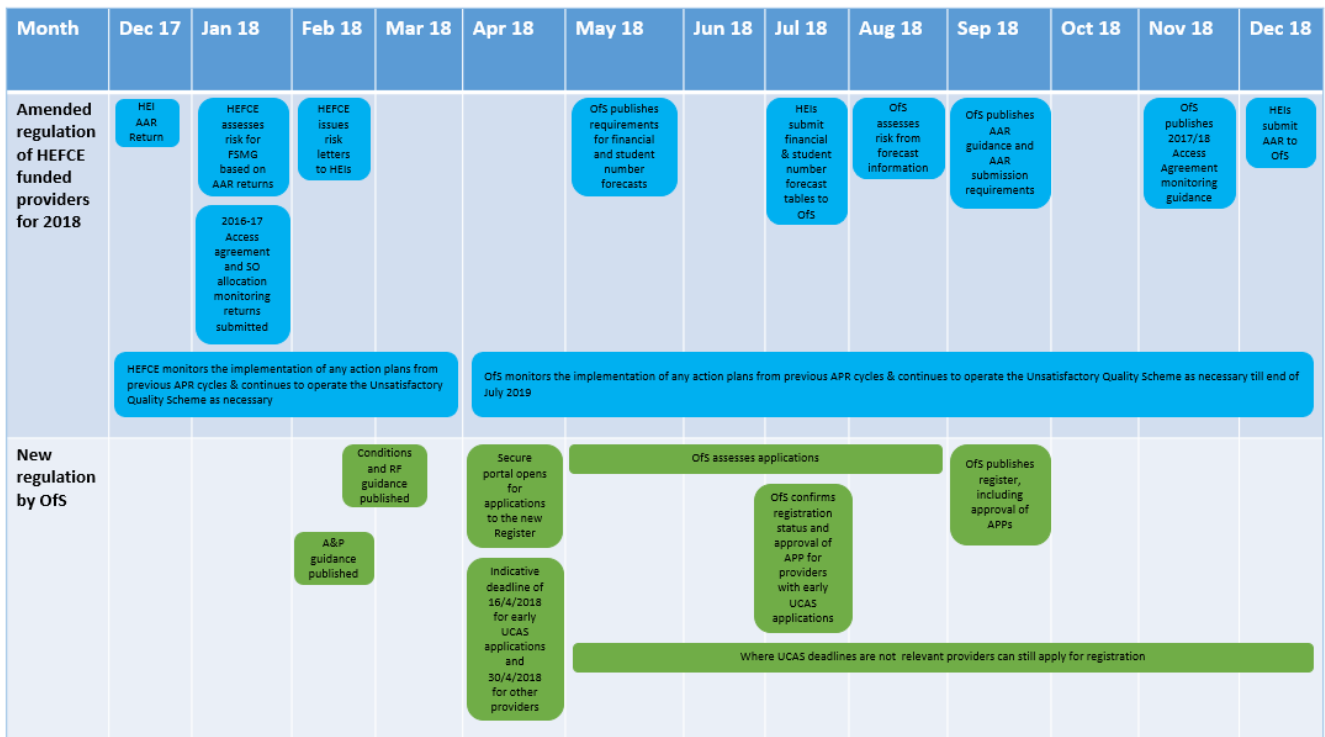 Month
Dec 17
Jan 18
Feb 18
Mar 18
Apr 18
May 18
Jun 18
Jul 18
Aug 18
Sep 18
Oct 18
Nov 18
Dec 18
Amended
regulation
of HEFCE
funded
providers
for 2018
HEI
AAR
Return
HEFCE
assesses
risk for
FSMG
based on
AAR returns
2016-17
Access
agreement
and SO
allocation
monitoring
returns
submitted
HEFCE
issues
risk
letters
to HEIs
OfS publishes
requirements
for financial
and student
number
forecasts
HEIs
submit
financial
& student
number
forecast
tables to
OfS
OfS
assesses
risk from
forecast
information
OfS publishes
AAR
guidance and
AAR
submission
requirements
OfS
publishes
2017/18
Access
Agreement
monitoring
guidance
HEIs
submit
AAR to
OfS
HEFCE monitors the implementation of any action plans from
previous APR cycles & continues to operate the Unsatisfactory
Quality Scheme as necessary
OfS monitors the implementation of any action plans from previous APR cycles & continues to operate the Unsatisfactory Quality Scheme as necessary till end of
July 2019
New
regulation
by OfS
Conditions
and RF
guidance
published
A&P
guidance
published
Secure
portal opens
for
applications
to the new
Register
Indicative
deadline of
16/4/2018
for early
UCAS
applications
and
30/4/2018
for other
providers
OfS assesses applications
OfS confirms
registration
status and
approval of
APP for
providers
with early
UCAS
applications
OfS publishes
register,
including
approval of
APPs
Where UCAS deadlines are not relevant providers can still apply for registration